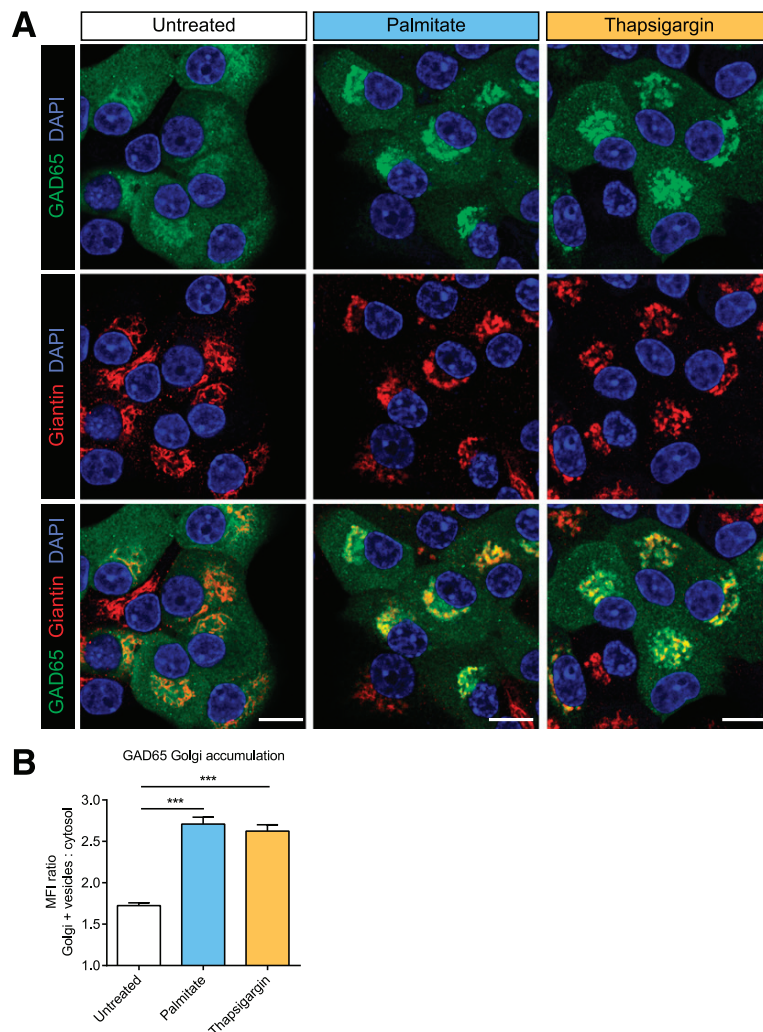 A
Untreated
Palmitate
Thapsigargin
GAD65 DAPI
Giantin DAPI
GAD65 Giantin DAPI
B
GAD65 Golgi accumulation
***
***
MFI ratio
Golgi + vesicles : cytosol
3.0
2.5
2.0
1.5
1.0
Untreated
Palmitate
Thapsigargin